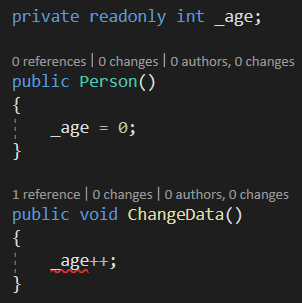 private readonly int _age;
0 references | 0 changes | 0 authors, 0 changes
public Person()
{
_age = 0;
}
1 reference | 0 changes | 0 authors, 0 changes
public void ChangeData()
{
_age++;
}